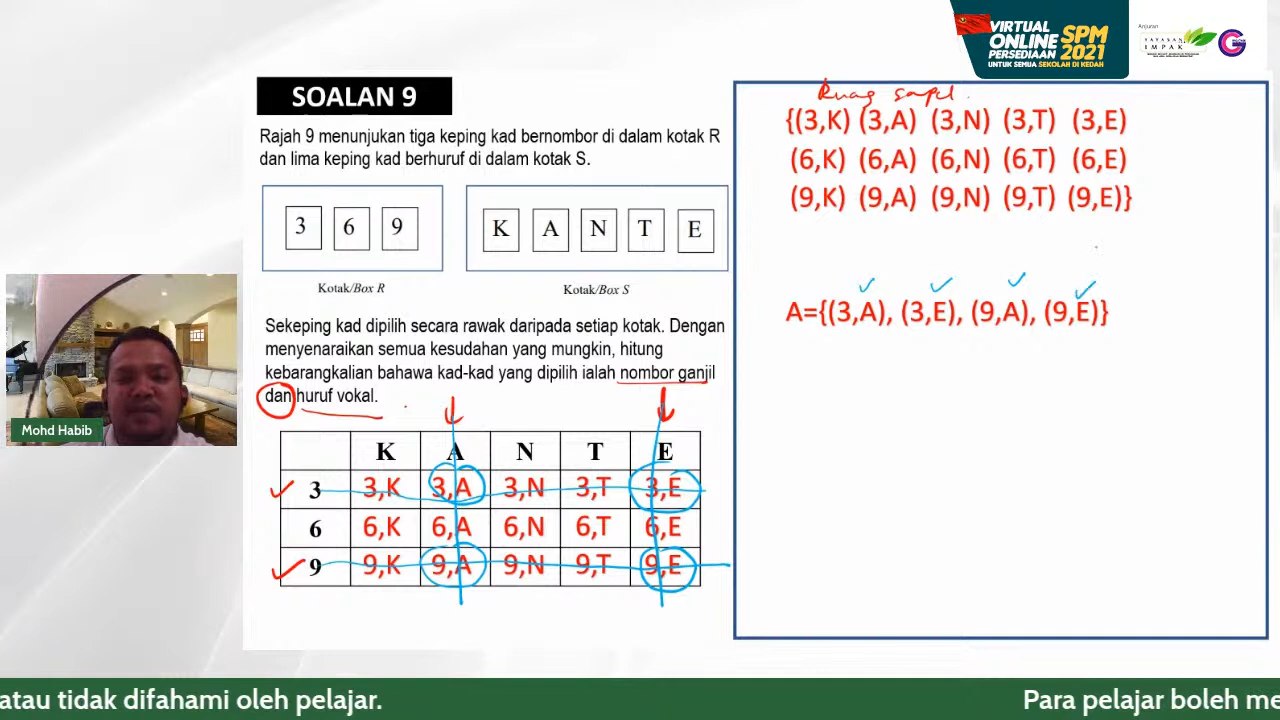 VIRTUAL
ONLINE
PERSEDIAAN
SPM
2021
UNTUK SEMUA SEKOLAH DI KEDAH
Anjuran
YAYASAN
IMPAK
G
SOALAN 9
Rajah 9 menunjukan tiga keping kad bernombor di dalam kotak R
dan lima keping kad berhuruf di dalam kotak S.
3 6 9
K A N T E
Kotak/Box R
Kotak/Box S
Sekeping kad dipilih secara rawak daripada setiap kotak. Dengan
menyenaraikan semua kesudahan yang mungkin, hitung
kebarangkalian bahawa kad-kad yang dipilih ialah nombor ganjil
dan huruf vokal.
K A N T E
3 3,K 3,A 3,N 3,T 3,E
6 6,K 6,A 6,N 6,T 6,E
9 9,K 9,A 9,N 9,T 9,E
{(3,K) (3,A) (3,N) (3,T) (3,E)
(6,K) (6,A) (6,N) (6,T) (6,E)
(9,K) (9,A) (9,N) (9,T) (9,E)}
A={(3,A), (3,E), (9,A), (9,E)}
Mohd Habib
atau tidak difahami oleh pelajar.
Para pelajar boleh me